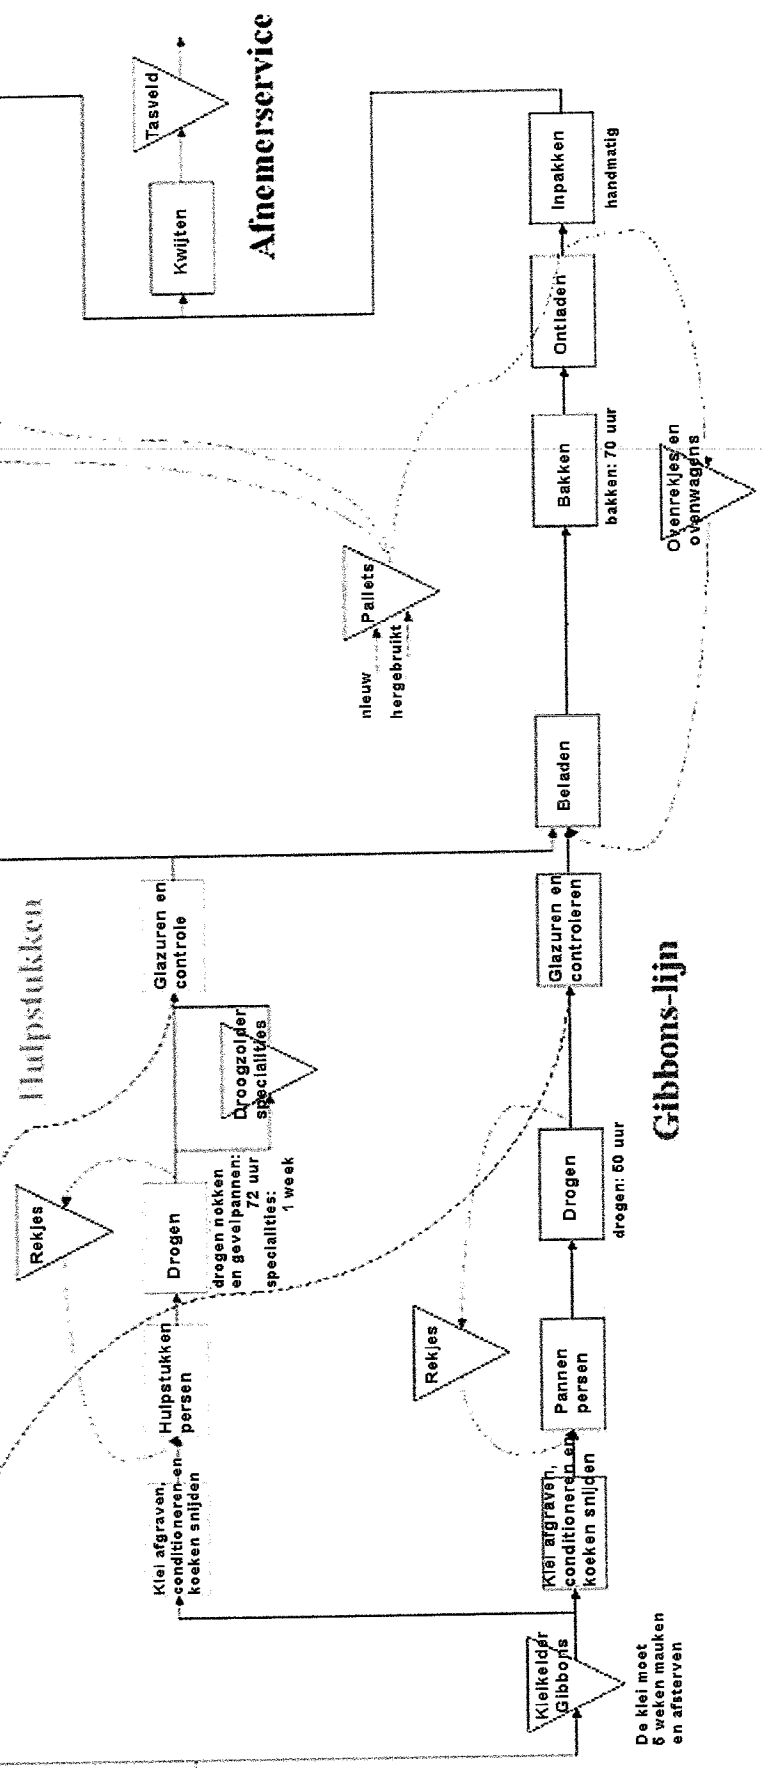 Tasveld
Kwijten
Afnemerservice
Inpakken
handmatig
Ontladen
Bakken
bakken: 70 uur
Ovenrekjes en
ovenwagens
Pallets
nieuw
hergebruikt
Beladen
Hulpstukken
Glazuren en
controle
Droogzolder
specialities
Rekjes
Drogen
drogen nokken
en gevelpannen:
72 uur
specialities:
1 week
Hulpstukken
persen
Klei afgraven,
conditioneren en
koeken snijden
Glazuren en
controleren
Gibbons-lijn
Drogen
drogen: 50 uur
Rekjes
Pannen
persen
Klei afgraven,
conditioneren en
koeken snijden
Kleikelder
Gibbons
De klei moet
6 weken mauken
en afsterven